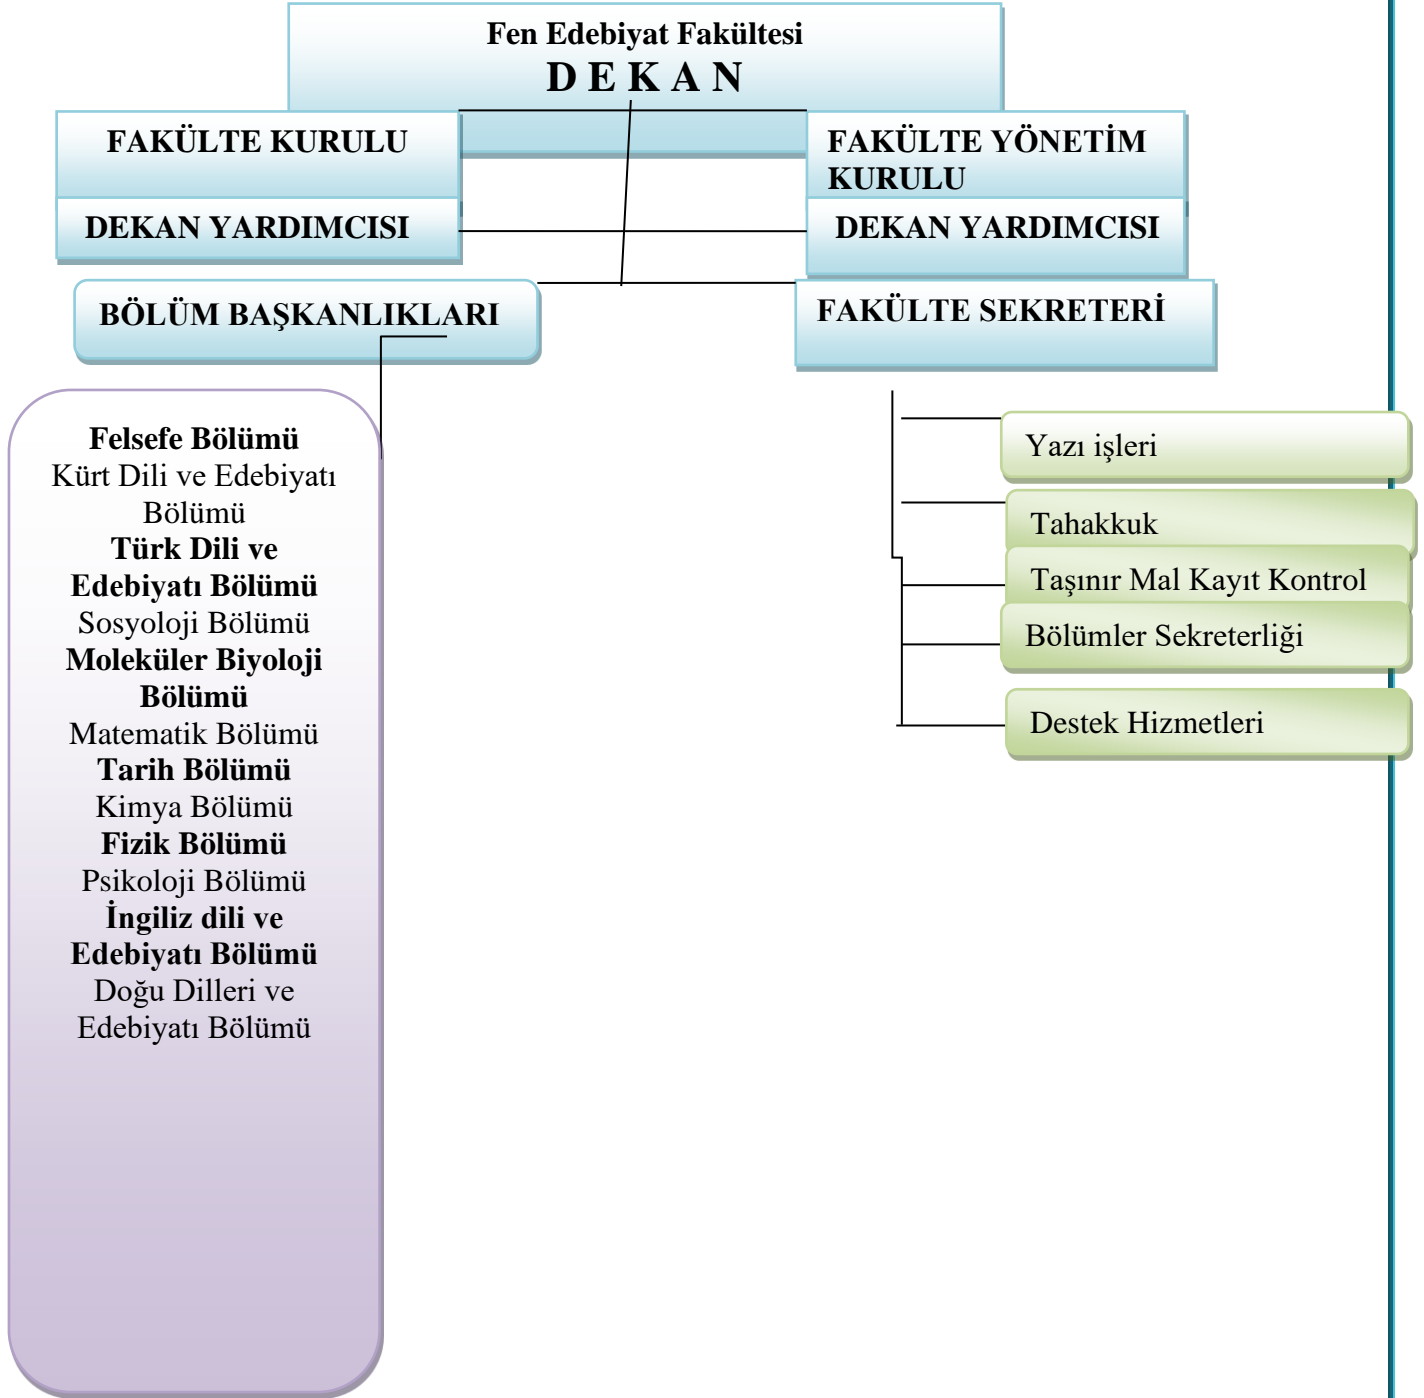 Fen Edebiyat Fakültesi
D E K A N
FAKÜLTE KURULU
FAKÜLTE YÖNETİM
KURULU
DEKAN YARDIMCISI
DEKAN YARDIMCISI
BÖLÜM BAŞKANLIKLARI
FAKÜLTE SEKRETERİ
Felsefe Bölümü
Kürt Dili ve Edebiyatı
Bölümü
Türk Dili ve
Edebiyatı Bölümü
Sosyoloji Bölümü
Moleküler Biyoloji
Bölümü
Matematik Bölümü
Tarih Bölümü
Kimya Bölümü
Fizik Bölümü
Psikoloji Bölümü
İngiliz dili ve
Edebiyatı Bölümü
Doğu Dilleri ve
Edebiyatı Bölümü
Yazı işleri
Tahakkuk
Taşınır Mal Kayıt Kontrol
Bölümler Sekreterliği
Destek Hizmetleri